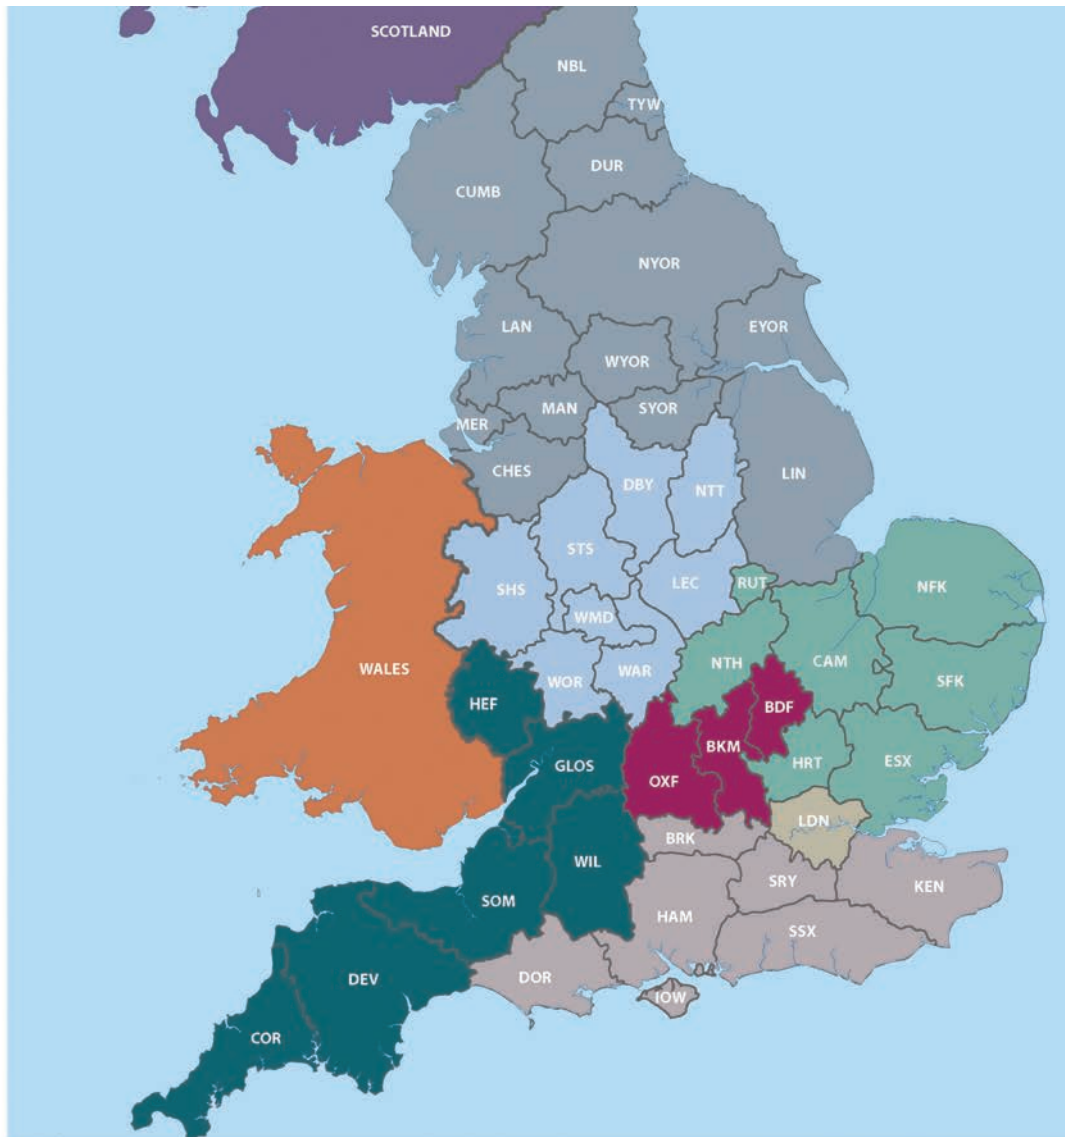 SCOTLAND
NBL
TYW
DUR
CUMB
NYOR
LAN
EYOR
WYOR
MAN
SYOR
MER
CHES
DBY
NTT
LIN
STS
SHS
LEC
RUT
NFK
WMD
WALES
NTH
CAM
WOR
WAR
SFK
HEF
BDF
BKM
GLOS
OXF
HRT
ESX
LDN
BRK
WIL
SRY
KEN
SOM
HAM
SSX
DOR
DEV
IOW
COR